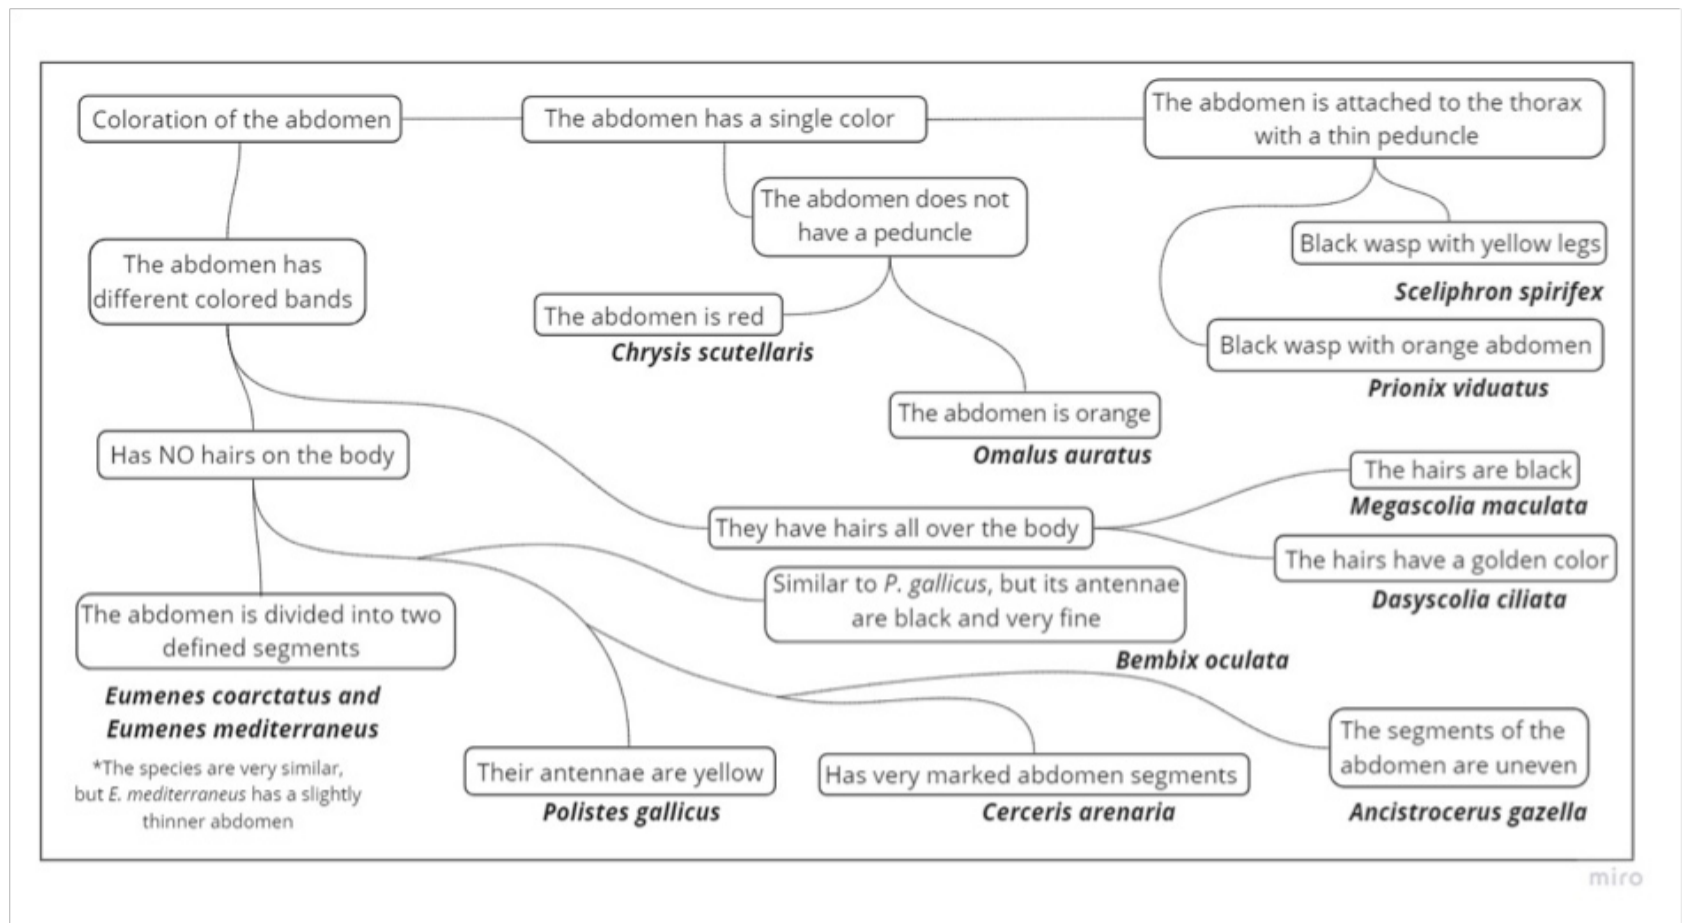 Coloration of the abdomen
The abdomen has a single color
The abdomen is attached to the thorax
with a thin peduncle
The abdomen does not
have a peduncle
Black wasp with yellow legs
Sceliphron spirifex
The abdomen has
different colored bands
The abdomen is red
Chrysis scutellaris
Black wasp with orange abdomen
Prionix viduatus
The abdomen is orange
Omalus auratus
Has NO hairs on the body
The hairs are black
Megascolia maculata
They have hairs all over the body
The hairs have a golden color
Dasyscolia ciliata
Similar to P. gallicus, but its antennae
are black and very fine
Bembix oculata
The abdomen is divided into two
defined segments
Eumenes coarctatus and
Eumenes mediterraneus
*The species are very similar,
but E. mediterraneus has a slightly
thinner abdomen
Their antennae are yellow
Polistes gallicus
Has very marked abdomen segments
Cerceris arenaria
The segments of the
abdomen are uneven
Ancistrocerus gazella
miro